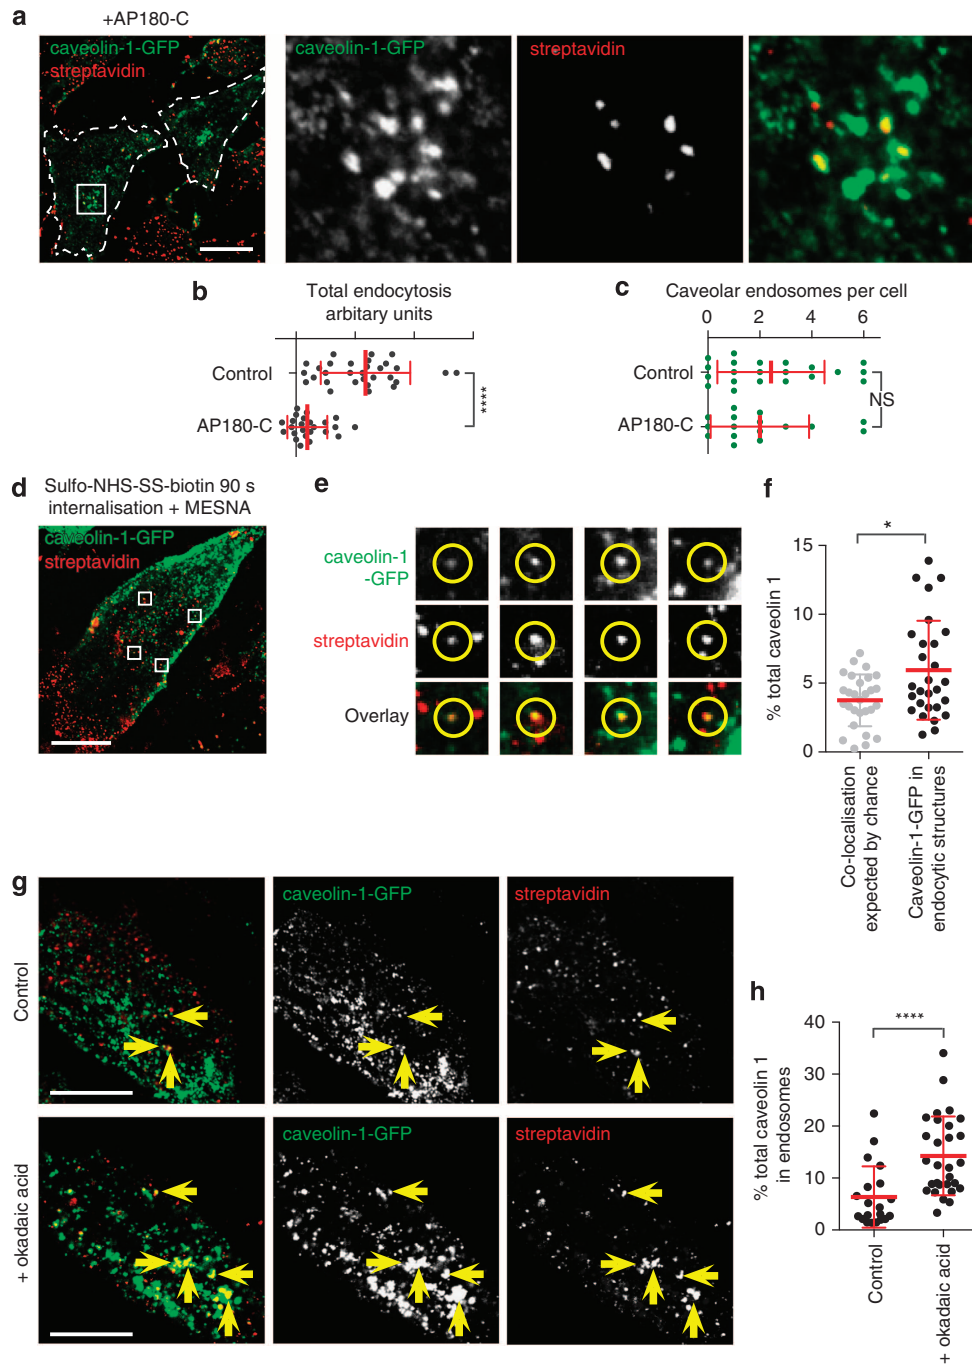 a
+AP180-C
caveolin-1-GFP
streptavidin
caveolin-1-GFP
streptavidin
b
Total endocytosis
arbitary units
Control
AP180-C
****
c
Caveolar endosomes per cell
0 2 4 6
Control
AP180-C
NS
d
Sulfo-NHS-SS-biotin 90 s
internalisation + MESNA
caveolin-1-GFP
streptavidin
e
caveolin-1
-GFP
streptavidin
Overlay
f
*
% total caveolin 1
15
10
5
0
Co-localisation
expected by chance
Caveolin-1-GFP in
endocytic structures
g
Control
caveolin-1-GFP
streptavidin
+ okadaic acid
caveolin-1-GFP
streptavidin
h
****
% total caveolin 1
in endosomes
40
30
20
10
0
Control
+ okadaic acid